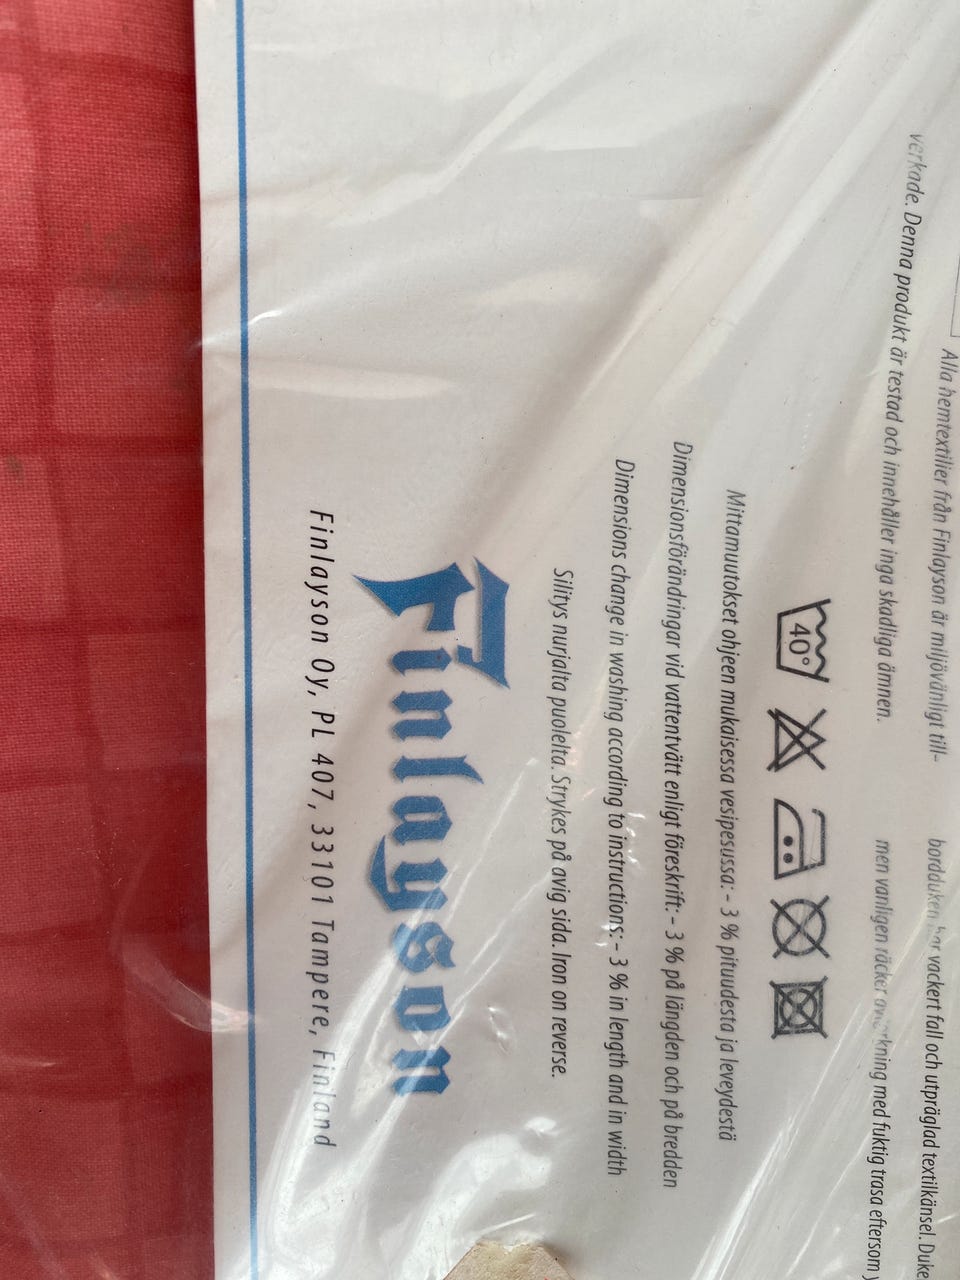 Alla hemtextilier från Finlayson är miljövänligt till-
verkade. Denna produkt är testad och innehåller inga skadliga ämnen.
bordduken har vackert fall och utpräglad textilkänsel. Duke
men vanligen räcker avtorkning med fuktig trasa eftersom
40°
Mittamuutokset ohjeen mukaisessa vesipesussa: - 3 % pituudesta ja leveydestä
Dimensionsförändringar vid vattentvätt enligt föreskrift: - 3 % på längden och på bredden
Dimensions change in washing according to instructions: - 3 % in length and in width
Silitys nurjalta puolelta. Strykes på avig sida. Iron on reverse.
Finlayson
Finlayson Oy, PL 407, 33101 Tampere, Finland